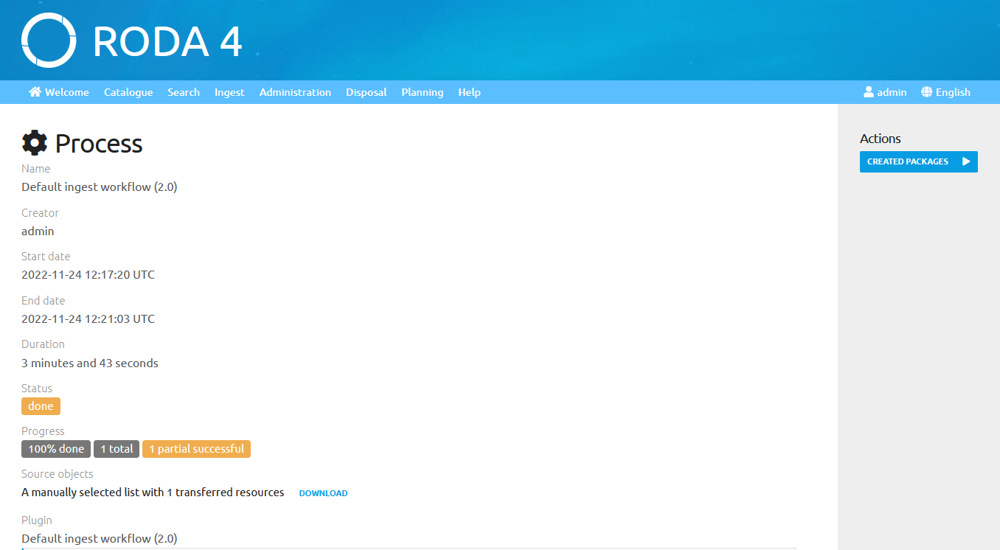 RODA 4
Welcome Catalogue Search Ingest Administration Disposal Planning Help admin English
Process
Name
Default ingest workflow (2.0)
Creator
admin
Start date
2022-11-24 12:17:20 UTC
End date
2022-11-24 12:21:03 UTC
Duration
3 minutes and 43 seconds
Status
done
Progress
100% done 1 total 1 partial successful
Source objects
A manually selected list with 1 transferred resources DOWNLOAD
Plugin
Default ingest workflow (2.0)
Actions
CREATED PACKAGES